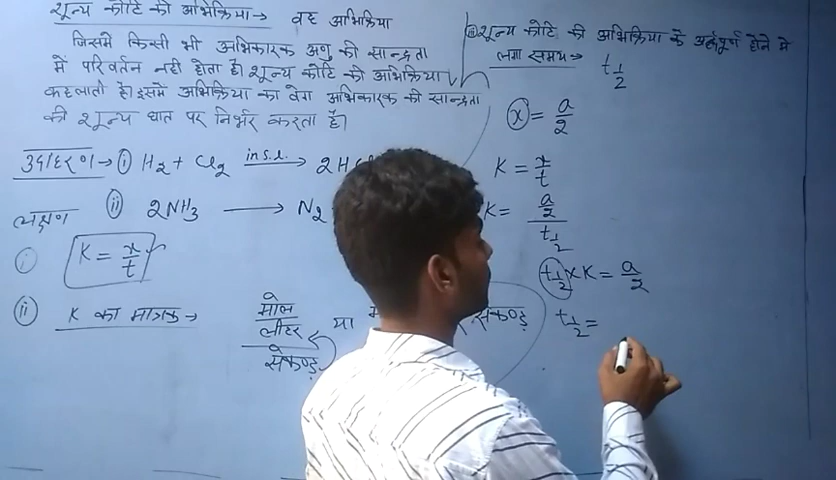 शून्य कोटि की अभिक्रिया→ वह अभिक्रिया
जिसमे किसी भी अभिकारक अणु की सान्द्रता
में परिवर्तन नही होता है। शून्य कोटि की अभिक्रिया
कहलाती है। इसमें अभिक्रिया का वेग अभिकारक की सान्द्रता
की शून्य घात पर निर्भर करता है।
उदाहरण→ ⓘ H₂ + Cl₂ in s.l. → 2HCl
ⓘⓘ 2NH₃ → N₂
लक्षण
ⓘ K = x/t
ⓘⓘ K का मात्रक→ मोल/लीटर/सेकण्ड़ या सेकण्ड़
शून्य कोटि की अभिक्रिया के अर्द्धपूर्ण होने मे
लगा समय⇒ t½
x = a/2
K = x/t
K = a/2 / t½
t½ × K = a/2
t½ =